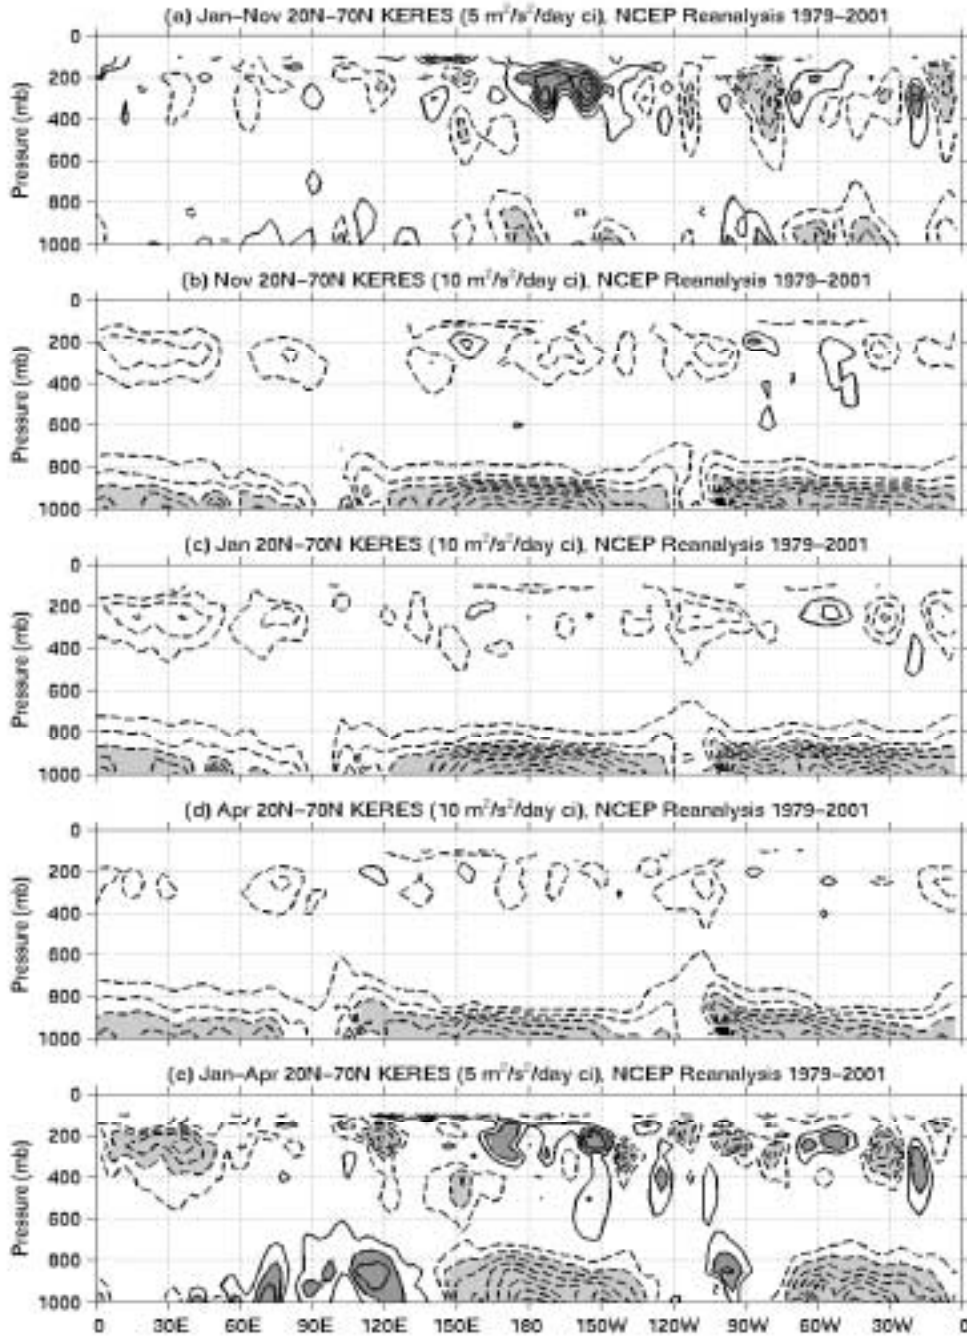 (a) Jan–Nov 20N–70N KERES (5 m²/s²/day ci), NCEP Reanalysis 1979–2001
0
200
400
600
800
1000
Pressure (mb)
(b) Nov 20N–70N KERES (10 m²/s²/day ci), NCEP Reanalysis 1979–2001
0
200
400
600
800
1000
Pressure (mb)
(c) Jan 20N–70N KERES (10 m²/s²/day ci), NCEP Reanalysis 1979–2001
0
200
400
600
800
1000
Pressure (mb)
(d) Apr 20N–70N KERES (10 m²/s²/day ci), NCEP Reanalysis 1979–2001
0
200
400
600
800
1000
Pressure (mb)
(e) Jan–Apr 20N–70N KERES (5 m²/s²/day ci), NCEP Reanalysis 1979–2001
0
200
400
600
800
1000
Pressure (mb)
0 30E 60E 90E 120E 150E 180 150W 120W 90W 60W 30W 0